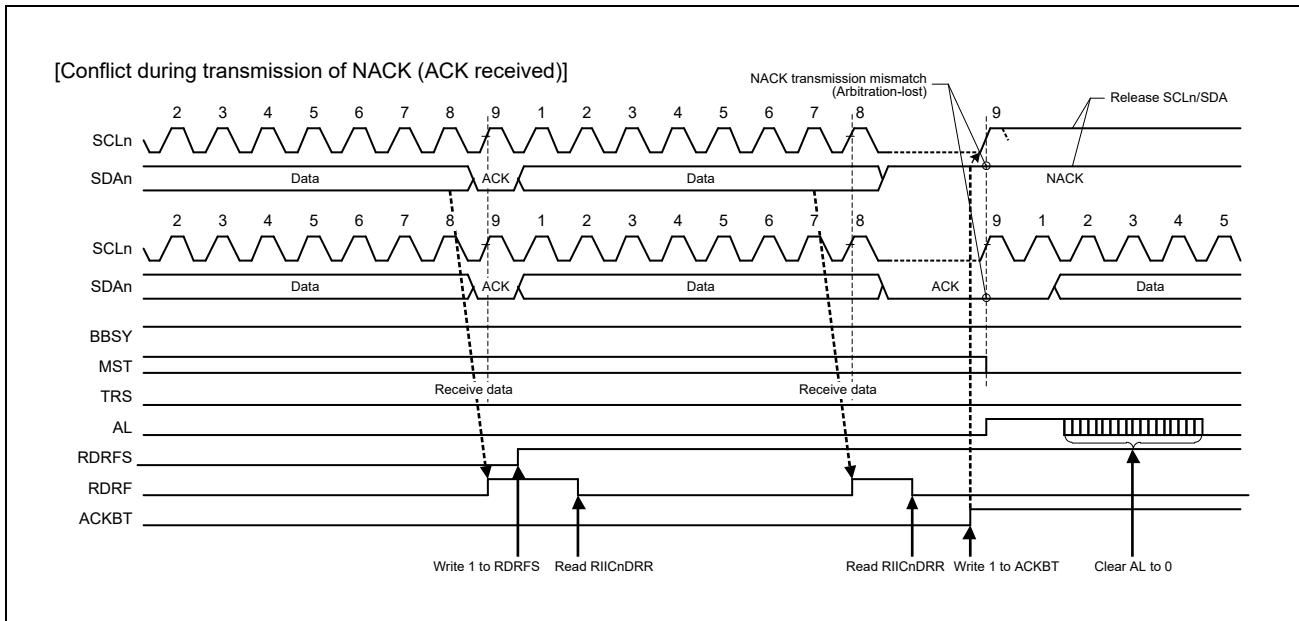 [Conflict during transmission of NACK (ACK received)]
NACK transmission mismatch
(Arbitration-lost)
Release SCLn/SDA
2 3 4 5 6 7 8 9 1 2 3 4 5 6 7 8 9
SCLn
SDAn Data ACK Data NACK
2 3 4 5 6 7 8 9 1 2 3 4 5 6 7 8 9 1 2 3 4 5
SCLn
SDAn Data ACK Data ACK Data
BBSY
MST
Receive data Receive data
TRS
AL
RDRFS
RDRF
ACKBT
Write 1 to RDRFS Read RIICnDRR Read RIICnDRR Write 1 to ACKBT Clear AL to 0